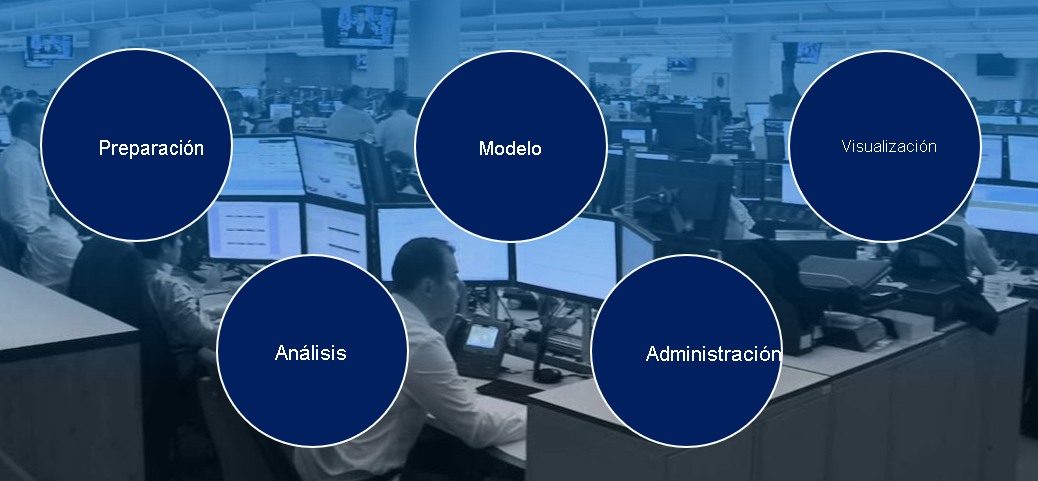 Preparación
Modelo
Visualización
Análisis
Administración